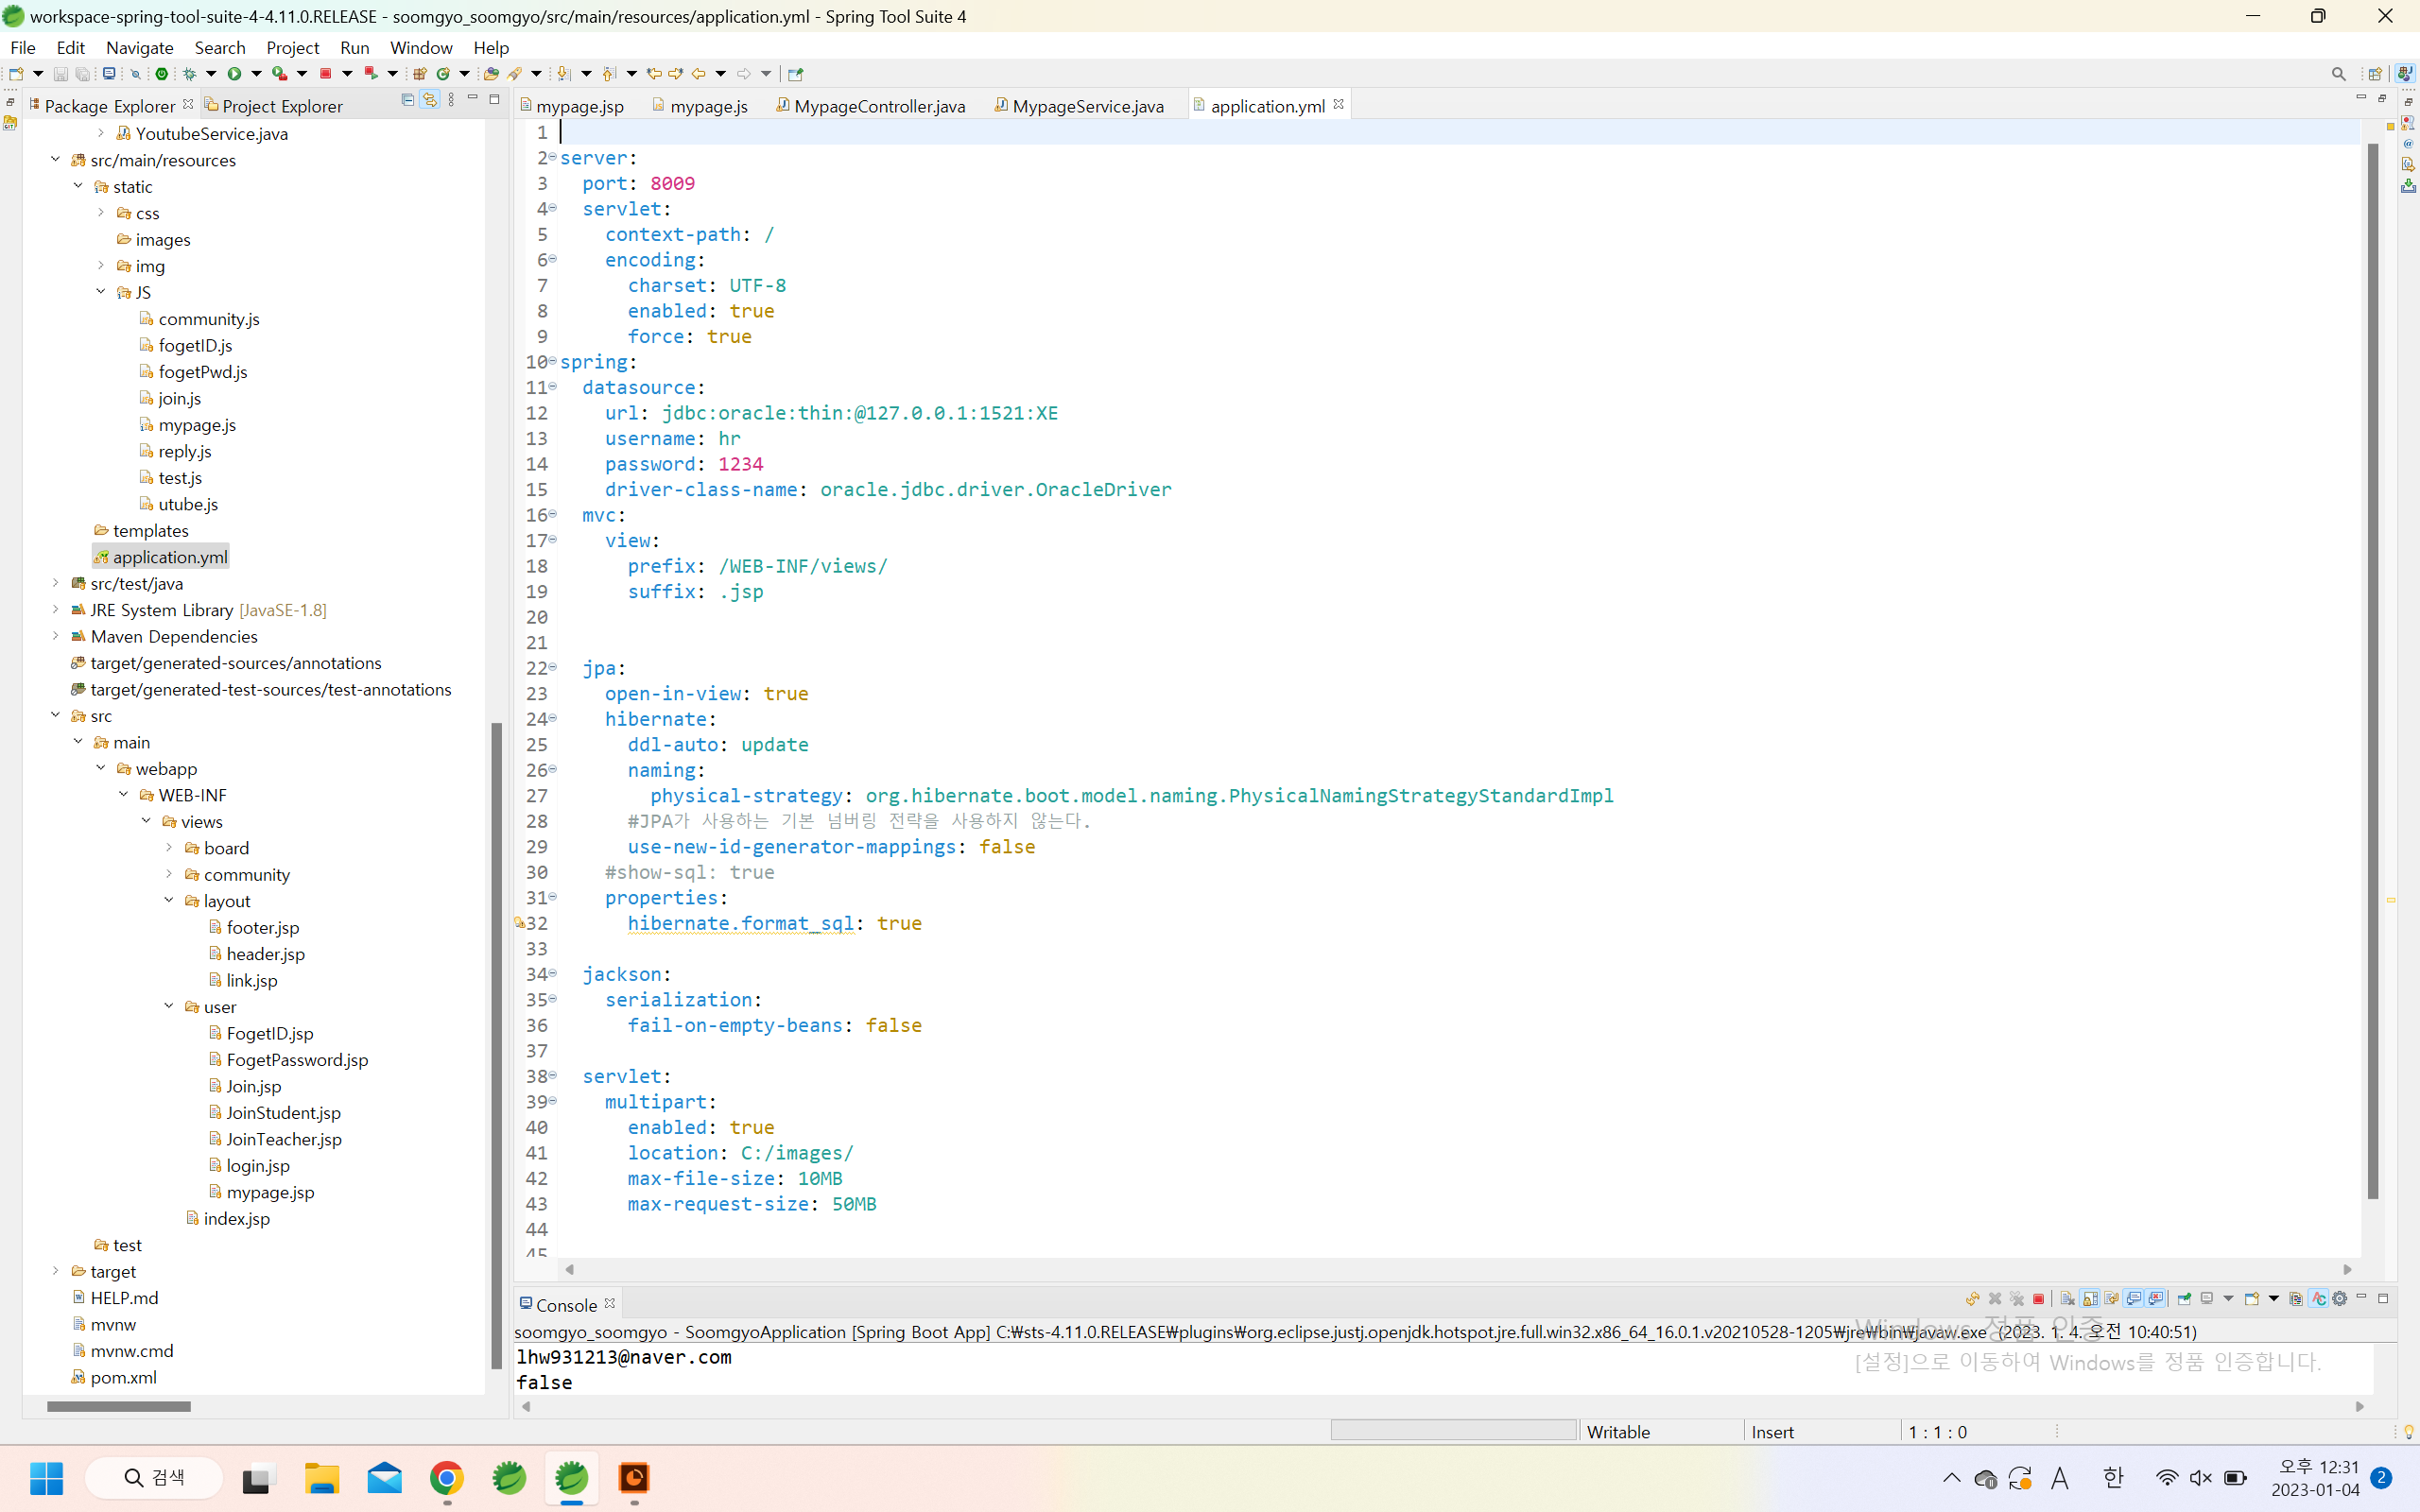 workspace-spring-tool-suite-4-4.11.0.RELEASE - soomgyo_soomgyo/src/main/resources/application.yml - Spring Tool Suite 4
File Edit Navigate Search Project Run Window Help
Package Explorer Project Explorer
mypage.jsp mypage.js MypageController.java MypageService.java application.yml
YoutubeService.java
src/main/resources
static
css
images
img
JS
community.js
fogetID.js
fogetPwd.js
join.js
mypage.js
reply.js
test.js
utube.js
templates
application.yml
src/test/java
JRE System Library [JavaSE-1.8]
Maven Dependencies
target/generated-sources/annotations
target/generated-test-sources/test-annotations
src
main
webapp
WEB-INF
views
board
community
layout
footer.jsp
header.jsp
link.jsp
user
FogetID.jsp
FogetPassword.jsp
Join.jsp
JoinStudent.jsp
JoinTeacher.jsp
login.jsp
mypage.jsp
index.jsp
test
target
HELP.md
mvnw
mvnw.cmd
pom.xml
1
2 server:
3 port: 8009
4 servlet:
5 context-path: /
6 encoding:
7 charset: UTF-8
8 enabled: true
9 force: true
10 spring:
11 datasource:
12 url: jdbc:oracle:thin:@127.0.0.1:1521:XE
13 username: hr
14 password: 1234
15 driver-class-name: oracle.jdbc.driver.OracleDriver
16 mvc:
17 view:
18 prefix: /WEB-INF/views/
19 suffix: .jsp
20
21
22 jpa:
23 open-in-view: true
24 hibernate:
25 ddl-auto: update
26 naming:
27 physical-strategy: org.hibernate.boot.model.naming.PhysicalNamingStrategyStandardImpl
28 #JPA가 사용하는 기본 넘버링 전략을 사용하지 않는다.
29 use-new-id-generator-mappings: false
30 #show-sql: true
31 properties:
32 hibernate.format_sql: true
33
34 jackson:
35 serialization:
36 fail-on-empty-beans: false
37
38 servlet:
39 multipart:
40 enabled: true
41 location: C:/images/
42 max-file-size: 10MB
43 max-request-size: 50MB
44
45
Console
soomgyo_soomgyo - SoomgyoApplication [Spring Boot App] C:₩sts-4.11.0.RELEASE₩plugins₩org.eclipse.justj.openjdk.hotspot.jre.full.win32.x86_64_16.0.1.v20210528-1205₩jre₩bin₩javaw.exe (2023. 1. 4. 오전 10:40:51)
lhw931213@naver.com
false
Windows 정품 인증
[설정]으로 이동하여 Windows를 정품 인증합니다.
Writable Insert 1 : 1 : 0
검색
A 한 오후 12:31
2023-01-04 2